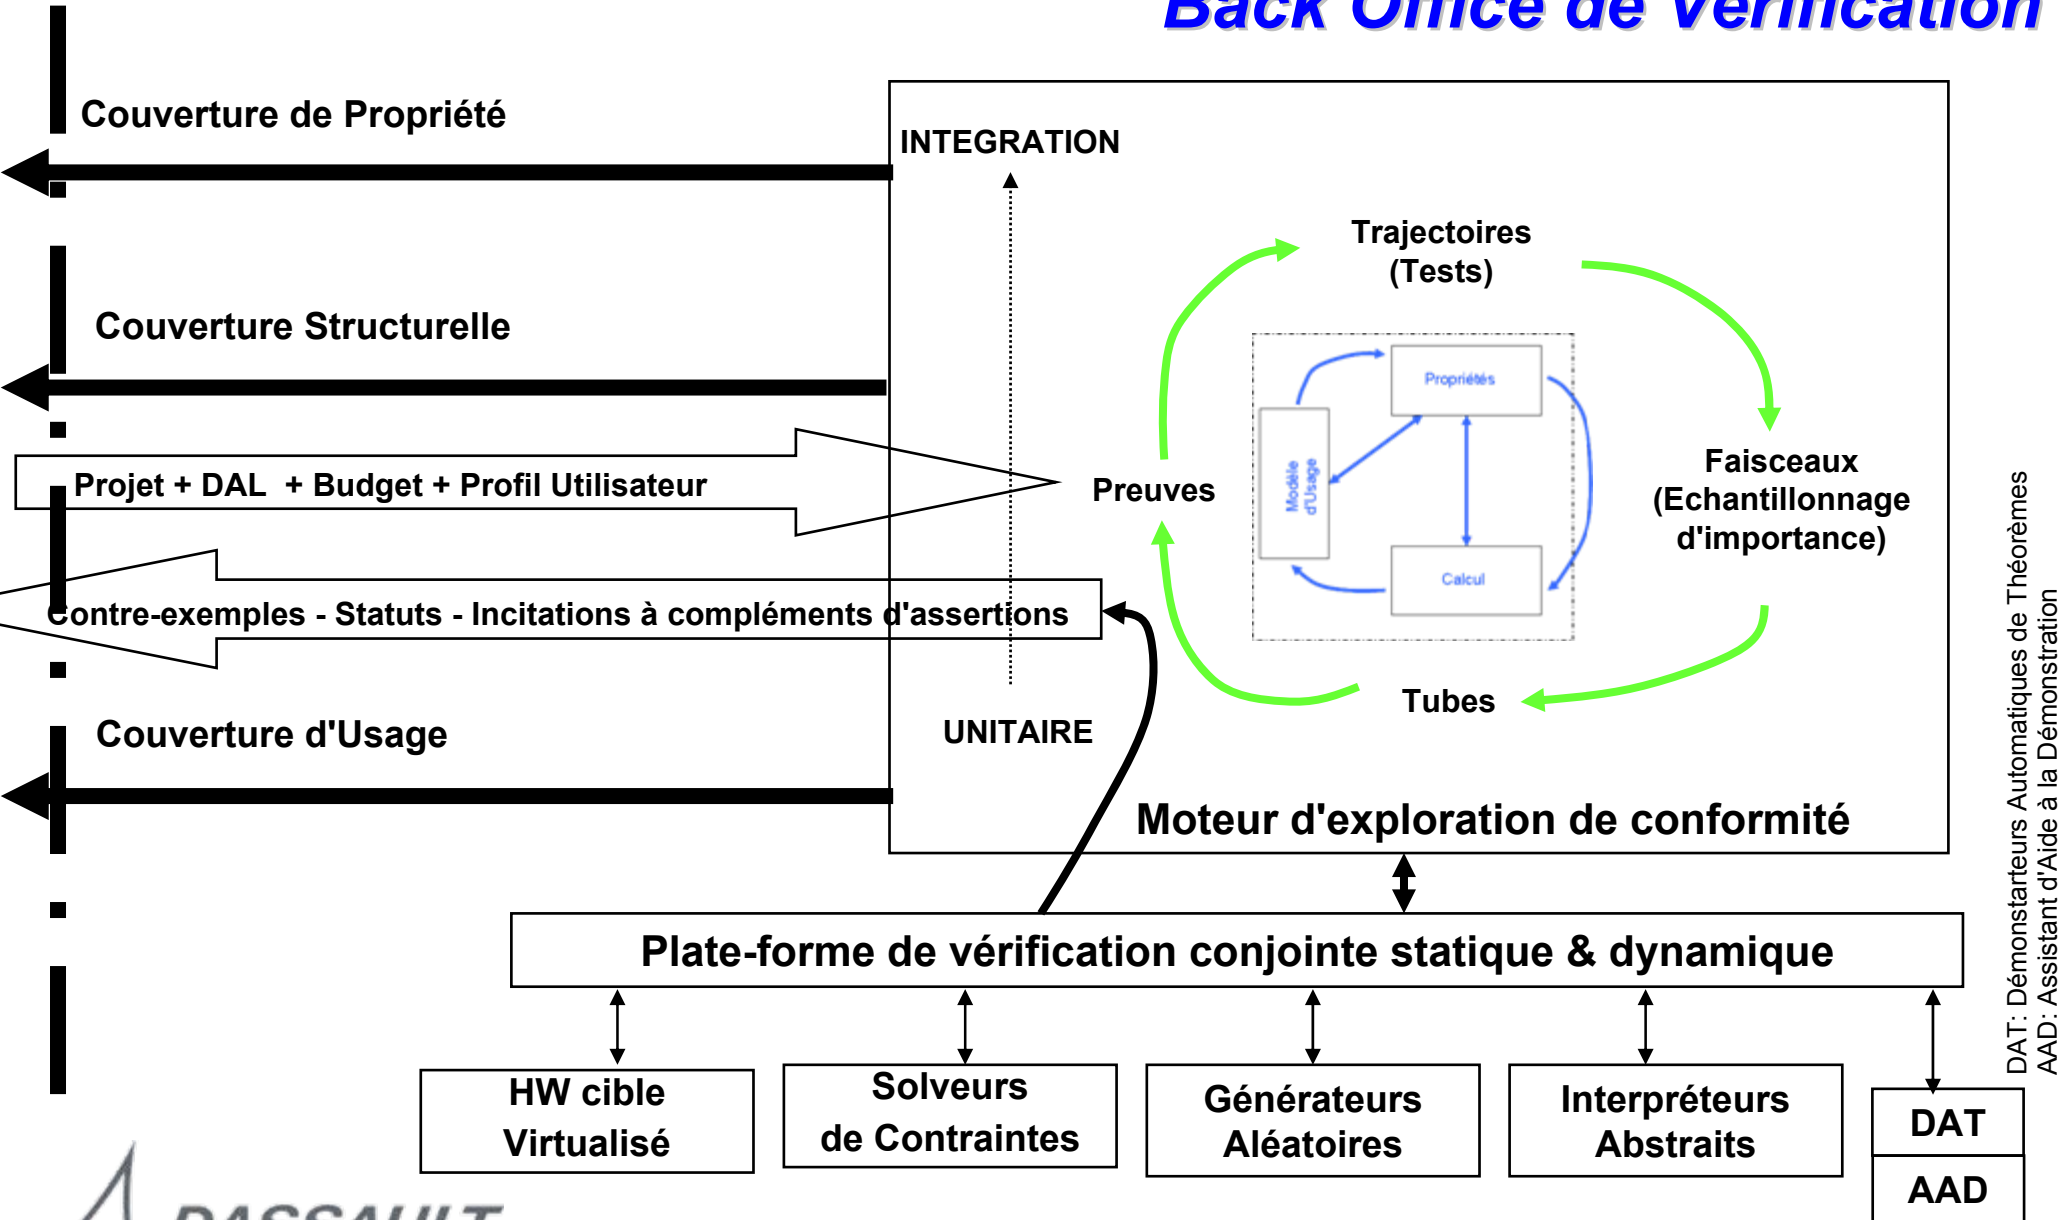 Back Office de Vérification
Couverture de Propriété
INTEGRATION
Trajectoires
(Tests)
Couverture Structurelle
Propriétés
Modèle
d'Usage
Calcul
Faisceaux
(Echantillonnage
d'importance)
Projet + DAL + Budget + Profil Utilisateur
Preuves
Contre-exemples - Statuts - Incitations à compléments d'assertions
Tubes
Couverture d'Usage
UNITAIRE
Moteur d'exploration de conformité
Plate-forme de vérification conjointe statique & dynamique
HW cible
Virtualisé
Solveurs
de Contraintes
Générateurs
Aléatoires
Interpréteurs
Abstraits
DAT
AAD
DAT: Démonstarteurs Automatiques de Théorèmes
AAD: Assistant d'Aide à la Démonstration
DASSAULT